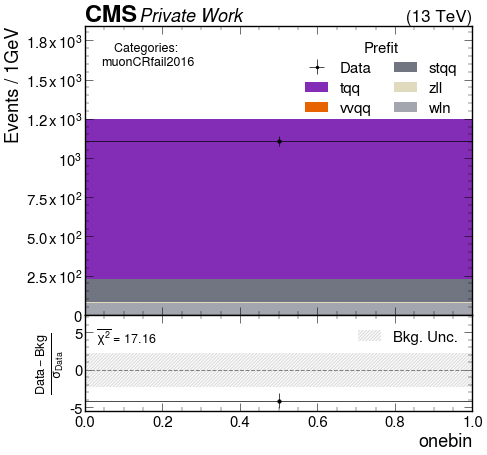 CMS Private Work (13 TeV)
Events / 1GeV
1.8 x 10³
1.5 x 10³
1.2 x 10³
10³
7.5 x 10²
5.0 x 10²
2.5 x 10²
0
Categories:
muonCRfail2016
Prefit
Data
tqq
vvqq
stqq
zll
wln
Data − Bkg
σData
5
0
-5
χ² = 17.16
Bkg. Unc.
0.0 0.2 0.4 0.6 0.8 1.0
onebin